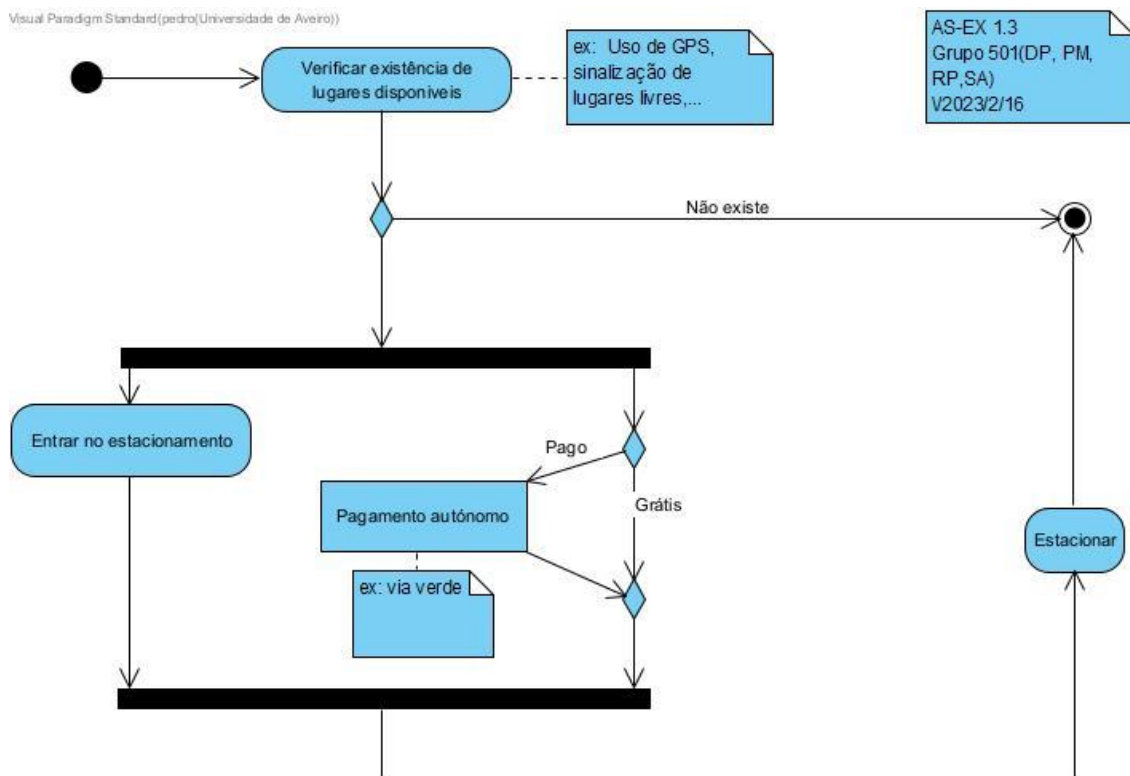 Visual Paradigm Standard(pedro(Universidade de Aveiro))
Verificar existência de
lugares disponiveis
ex: Uso de GPS,
sinalização de
lugares livres,...
AS-EX 1.3
Grupo 501(DP, PM,
RP,SA)
V2023/2/16
Não existe
Entrar no estacionamento
Pago
Pagamento autónomo
Grátis
Estacionar
ex: via verde